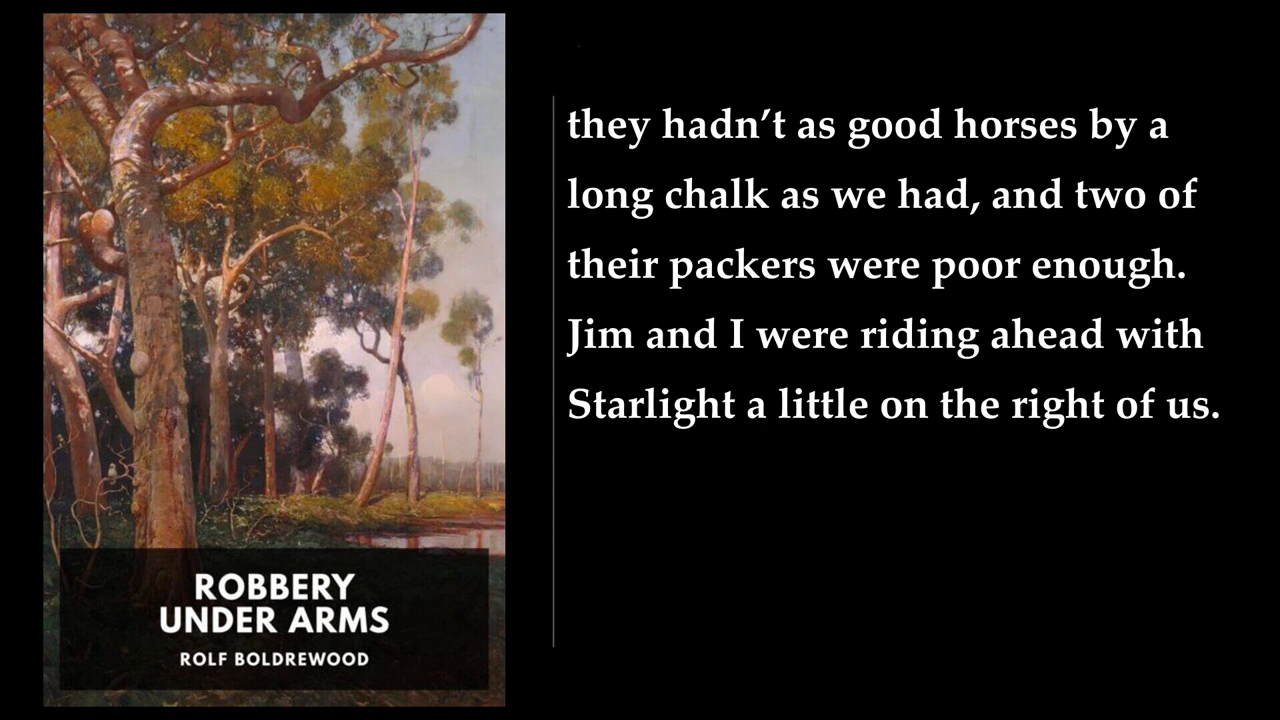 they hadn’t as good horses by a
long chalk as we had, and two of
their packers were poor enough.
Jim and I were riding ahead with
Starlight a little on the right of us.
ROBBERY
UNDER ARMS
ROLF BOLDREWOOD